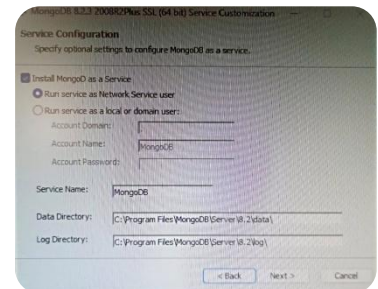 MongoDB 8.2.3 2008R2Plus SSL (64 bit) Service Customization
Service Configuration
Specify optional settings to configure MongoDB as a service.
Install MongoD as a Service
Run service as Network Service user
Run service as a local or domain user:
Account Domain:
Account Name: MongoDB
Account Password:
Service Name: MongoDB
Data Directory: C:\Program Files\MongoDB\Server\8.2\data\
Log Directory: C:\Program Files\MongoDB\Server\8.2\log\
< Back Next > Cancel